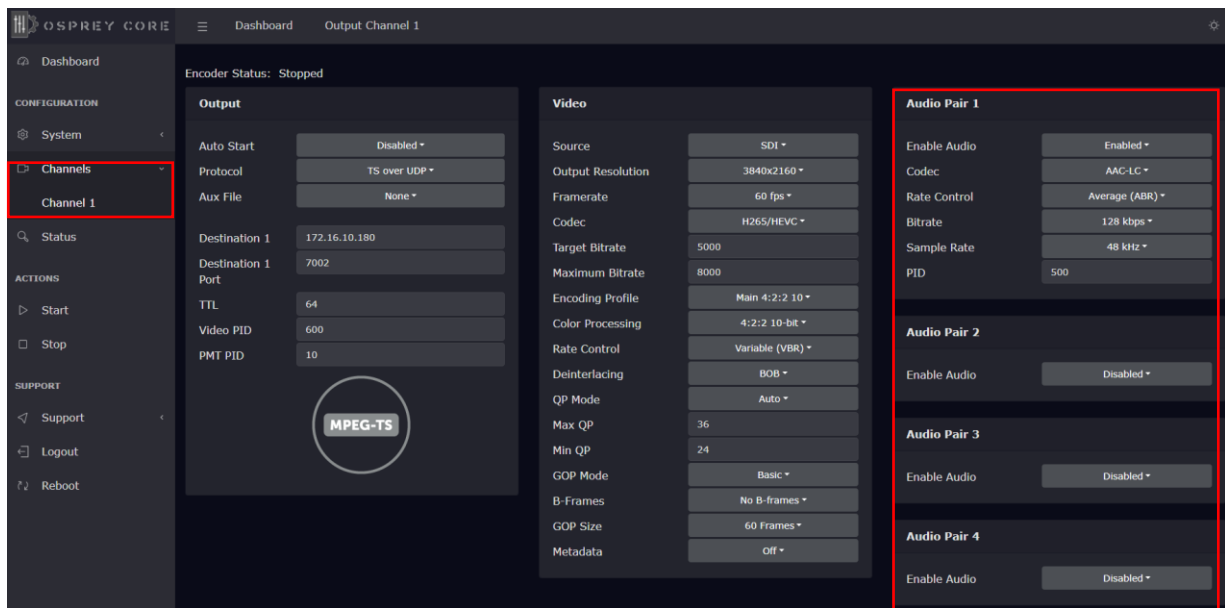 OSPREY CORE
Dashboard
Output Channel 1
Dashboard
CONFIGURATION
System
Channels
Channel 1
Status
ACTIONS
Start
Stop
SUPPORT
Support
Logout
Reboot
Encoder Status: Stopped
Output
Auto Start Disabled
Protocol TS over UDP
Aux File None
Destination 1 172.16.10.180
Destination 1 7002
Port
TTL 64
Video PID 600
PMT PID 10
MPEG-TS
Video
Source SDI
Output Resolution 3840x2160
Framerate 60 fps
Codec H265/HEVC
Target Bitrate 5000
Maximum Bitrate 8000
Encoding Profile Main 4:2:2 10
Color Processing 4:2:2 10-bit
Rate Control Variable (VBR)
Deinterlacing BOB
QP Mode Auto
Max QP 36
Min QP 24
GOP Mode Basic
B-Frames No B-frames
GOP Size 60 Frames
Metadata Off
Audio Pair 1
Enable Audio Enabled
Codec AAC-LC
Rate Control Average (ABR)
Bitrate 128 kbps
Sample Rate 48 kHz
PID 500
Audio Pair 2
Enable Audio Disabled
Audio Pair 3
Enable Audio Disabled
Audio Pair 4
Enable Audio Disabled